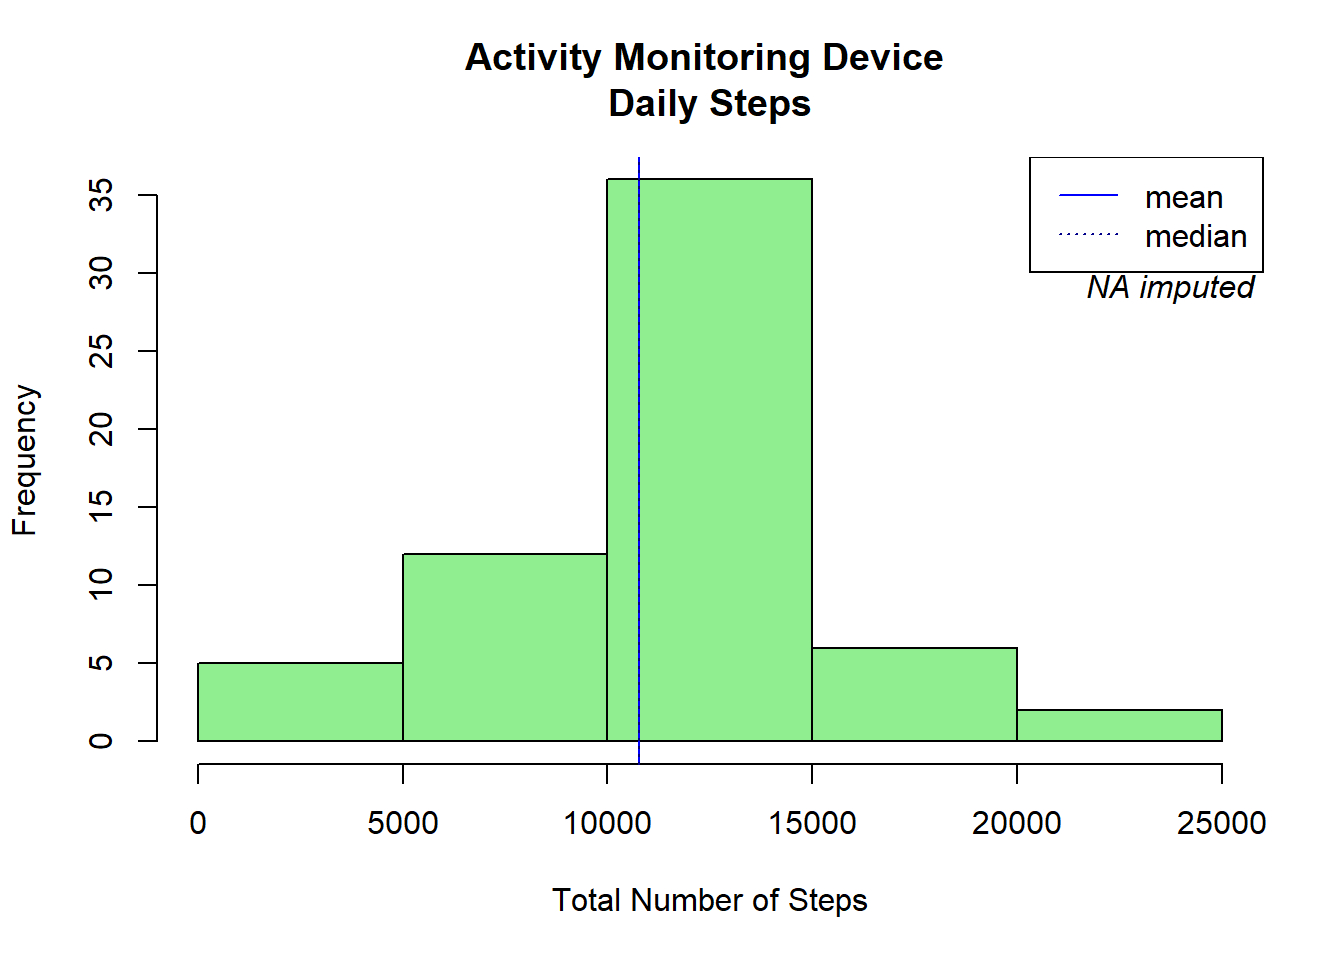 Activity Monitoring Device
Daily Steps
mean
median
NA imputed
35
30
25
20
15
10
5
0
Frequency
0 5000 10000 15000 20000 25000
Total Number of Steps